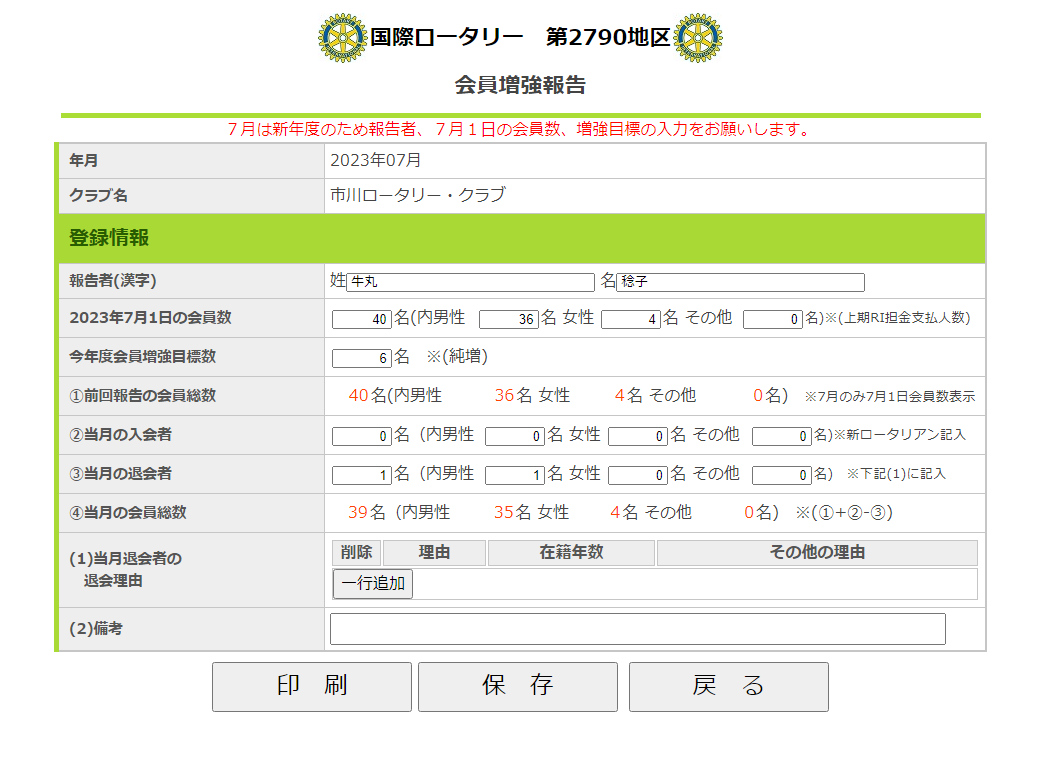 国際ロータリー　第2790地区
会員増強報告
７月は新年度のため報告者、７月１日の会員数、増強目標の入力をお願いします。
年月 2023年07月
クラブ名 市川ロータリー・クラブ
登録情報
報告者(漢字) 姓 牛丸 名 稔子
2023年7月1日の会員数 40 名(内男性 36 名 女性 4 名 その他 0 名)※(上期RI担金支払人数)
今年度会員増強目標数 6 名 ※(純増)
①前回報告の会員総数 40 名(内男性 36 名 女性 4 名 その他 0 名) ※7月のみ7月1日会員数表示
②当月の入会者 0 名 (内男性 0 名 女性 0 名 その他 0 名)※新ロータリアン記入
③当月の退会者 1 名 (内男性 1 名 女性 0 名 その他 0 名) ※下記(1)に記入
④当月の会員総数 39 名 (内男性 35 名 女性 4 名 その他 0 名) ※(①+②-③)
(1)当月退会者の
退会理由
削除 理由 在籍年数 その他の理由
一行追加
(2)備考
印　刷 保　存 戻　る